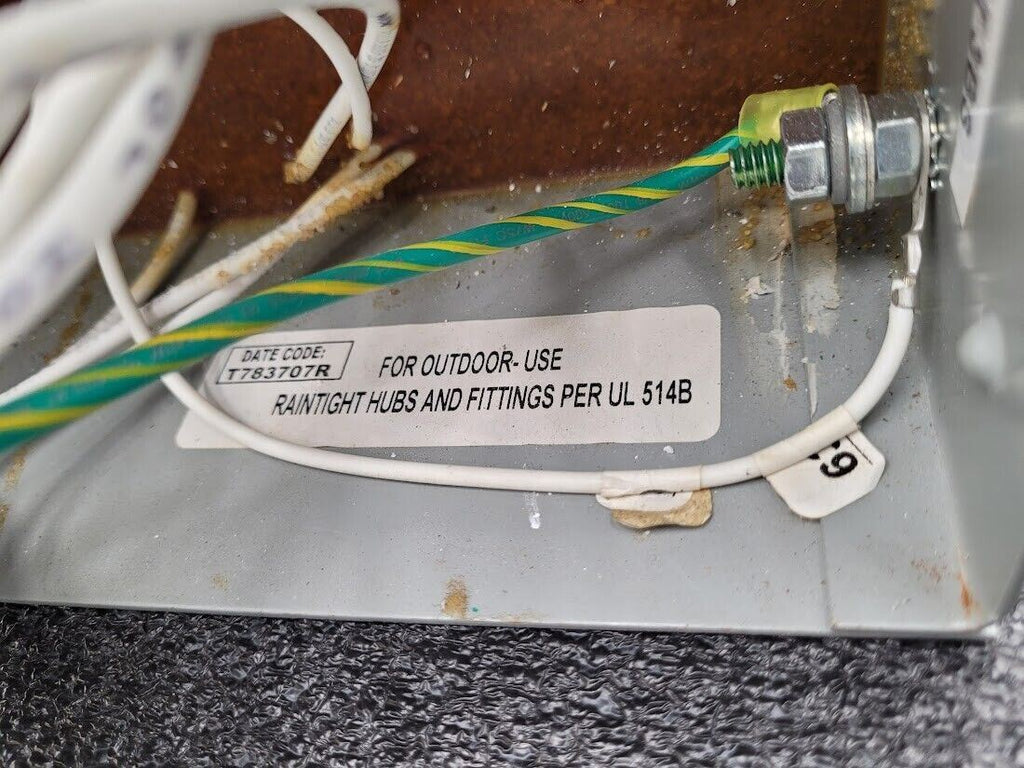 DATE CODE:
T783707R
FOR OUTDOOR- USE
RAINTIGHT HUBS AND FITTINGS PER UL 514B